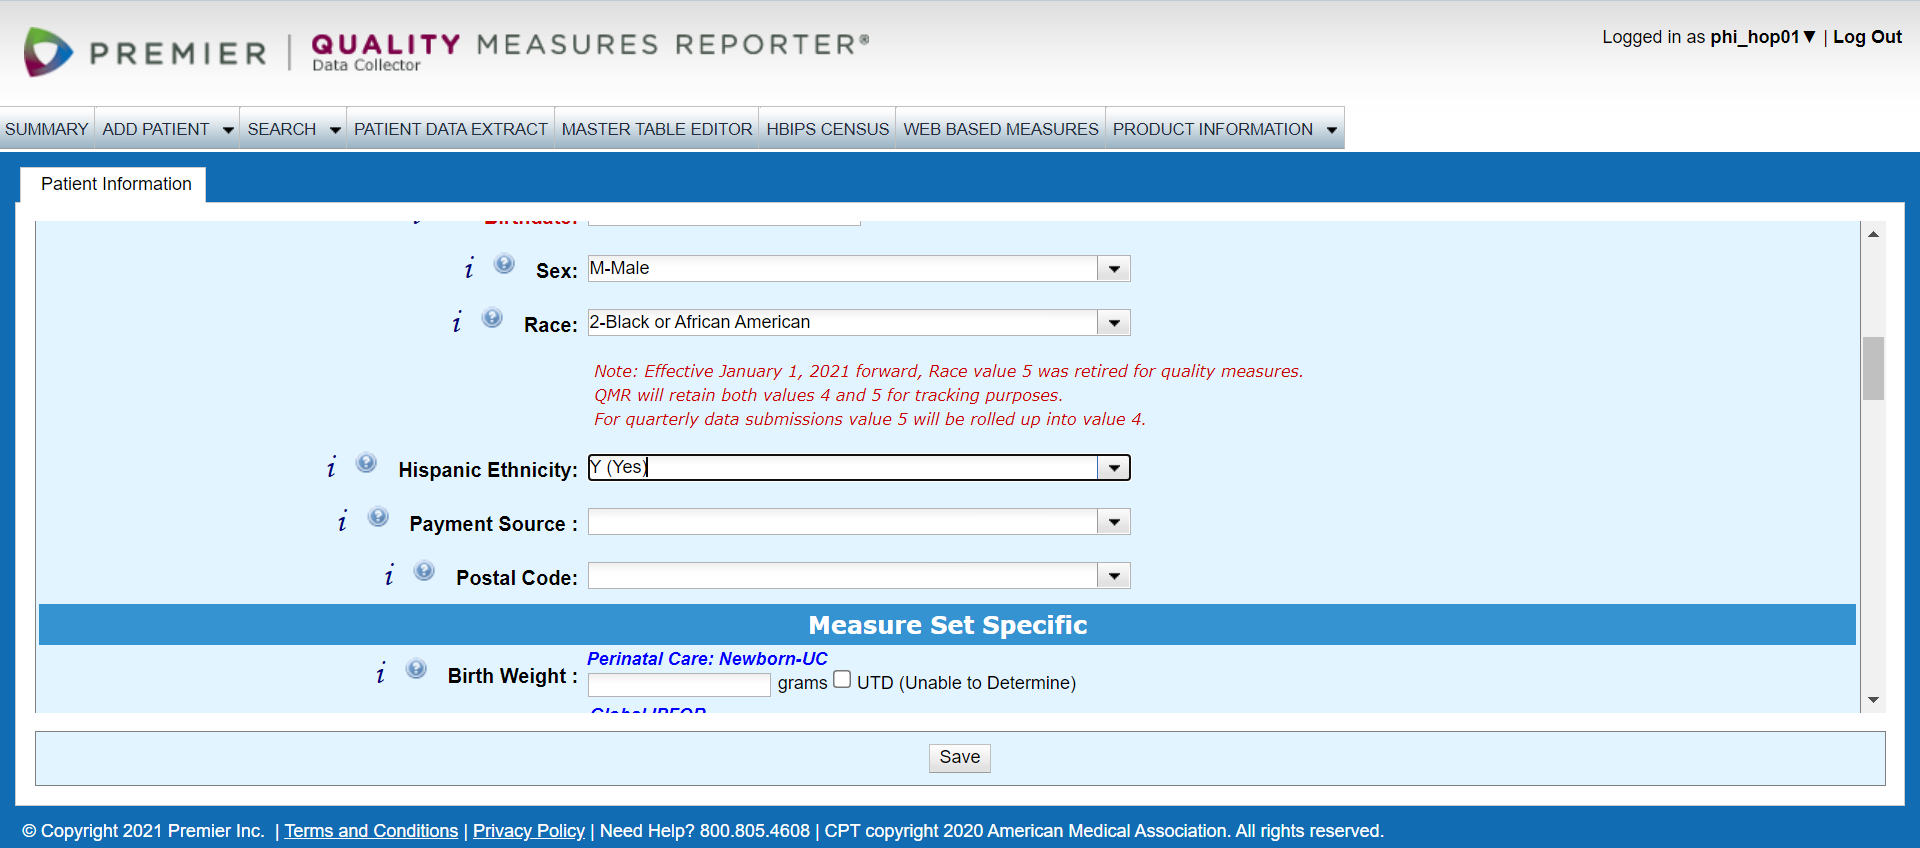 PREMIER | QUALITY MEASURES REPORTER®
Data Collector
Logged in as phi_hop01▼ | Log Out
SUMMARY ADD PATIENT SEARCH PATIENT DATA EXTRACT MASTER TABLE EDITOR HBIPS CENSUS WEB BASED MEASURES PRODUCT INFORMATION
Patient Information
Birthdate:
i ? Sex: M-Male
i ? Race: 2-Black or African American
Note: Effective January 1, 2021 forward, Race value 5 was retired for quality measures.
QMR will retain both values 4 and 5 for tracking purposes.
For quarterly data submissions value 5 will be rolled up into value 4.
i ? Hispanic Ethnicity: Y (Yes)
i ? Payment Source :
i ? Postal Code:
Measure Set Specific
Perinatal Care: Newborn-UC
i ? Birth Weight : grams UTD (Unable to Determine)
Save
© Copyright 2021 Premier Inc. | Terms and Conditions | Privacy Policy | Need Help? 800.805.4608 | CPT copyright 2020 American Medical Association. All rights reserved.